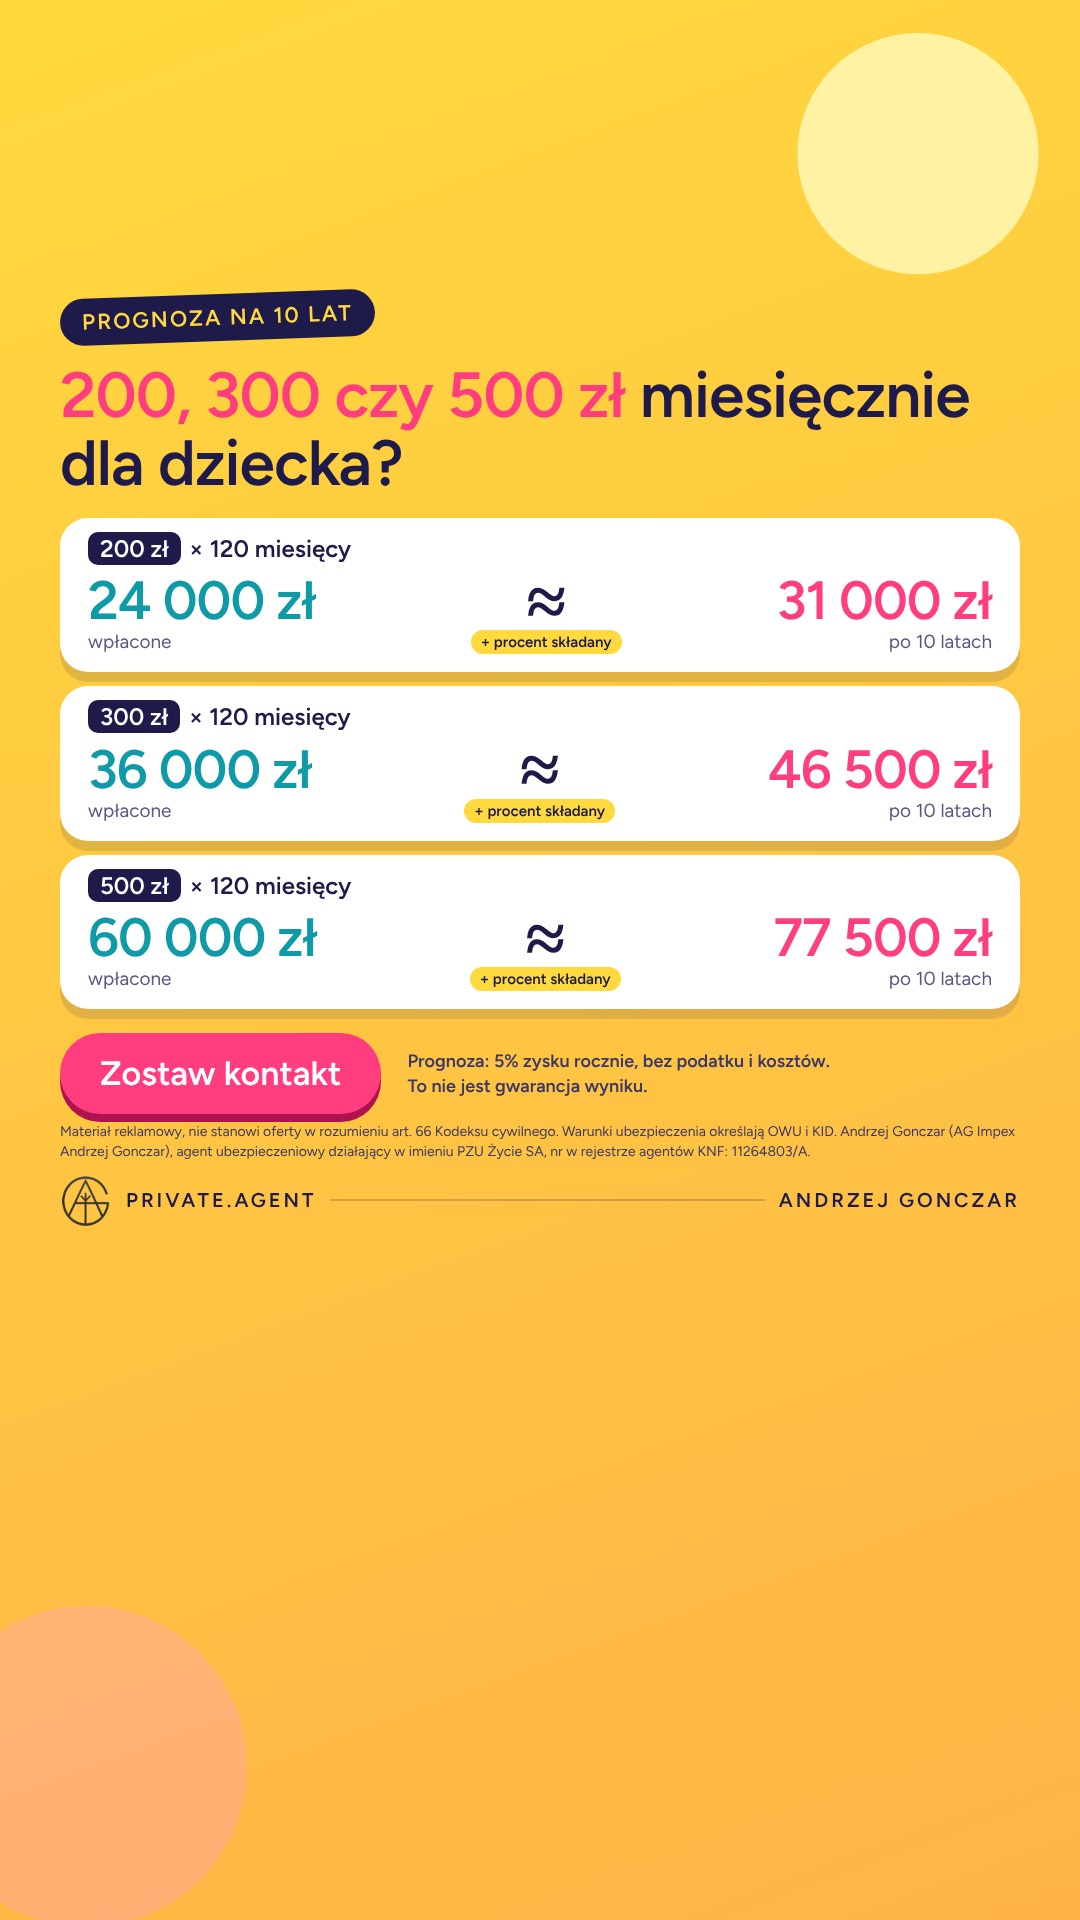 PROGNOZA NA 10 LAT
200, 300 czy 500 zł miesięcznie
dla dziecka?
200 zł × 120 miesięcy
24 000 zł ≈ 31 000 zł
wpłacone + procent składany po 10 latach
300 zł × 120 miesięcy
36 000 zł ≈ 46 500 zł
wpłacone + procent składany po 10 latach
500 zł × 120 miesięcy
60 000 zł ≈ 77 500 zł
wpłacone + procent składany po 10 latach
Zostaw kontakt
Prognoza: 5% zysku rocznie, bez podatku i kosztów.
To nie jest gwarancja wyniku.
Materiał reklamowy, nie stanowi oferty w rozumieniu art. 66 Kodeksu cywilnego. Warunki ubezpieczenia określają OWU i KID. Andrzej Gonczar (AG Impex
Andrzej Gonczar), agent ubezpieczeniowy działający w imieniu PZU Życie SA, nr w rejestrze agentów KNF: 11264803/A.
PRIVATE.AGENT ANDRZEJ GONCZAR